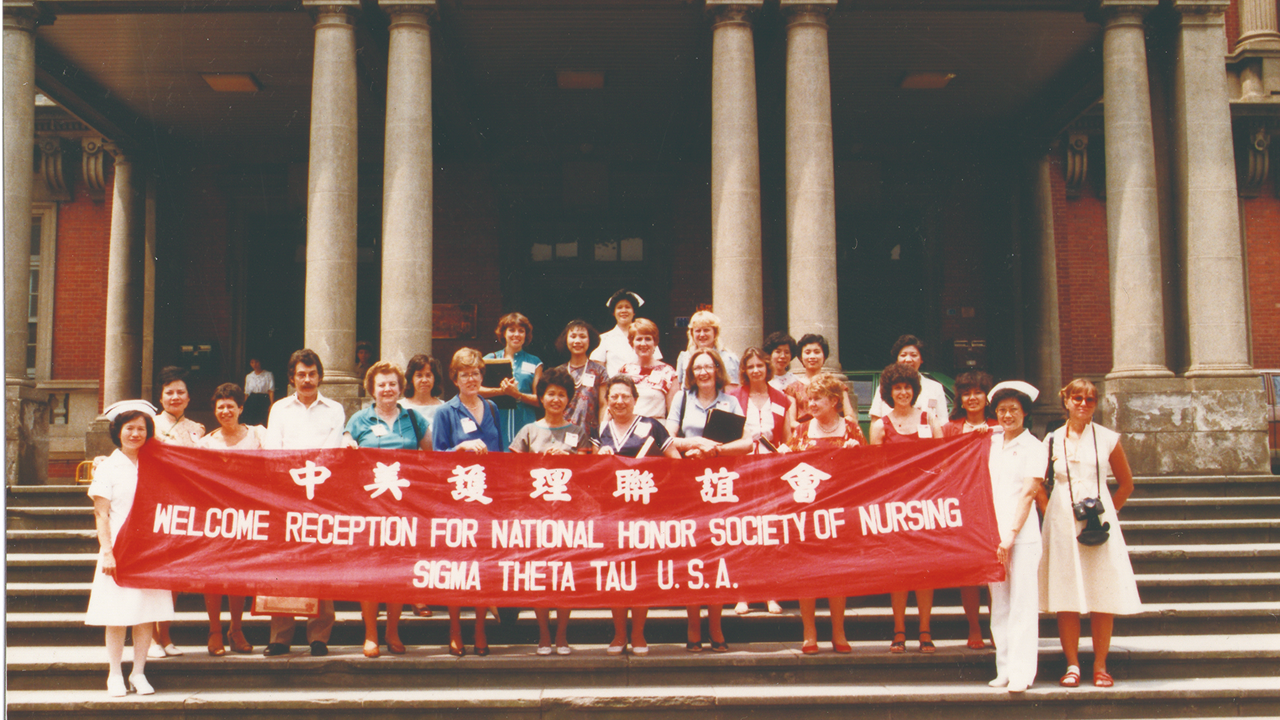 中美護理聯誼會
WELCOME RECEPTION FOR NATIONAL HONOR SOCIETY OF NURSING
SIGMA THETA TAU U.S.A.